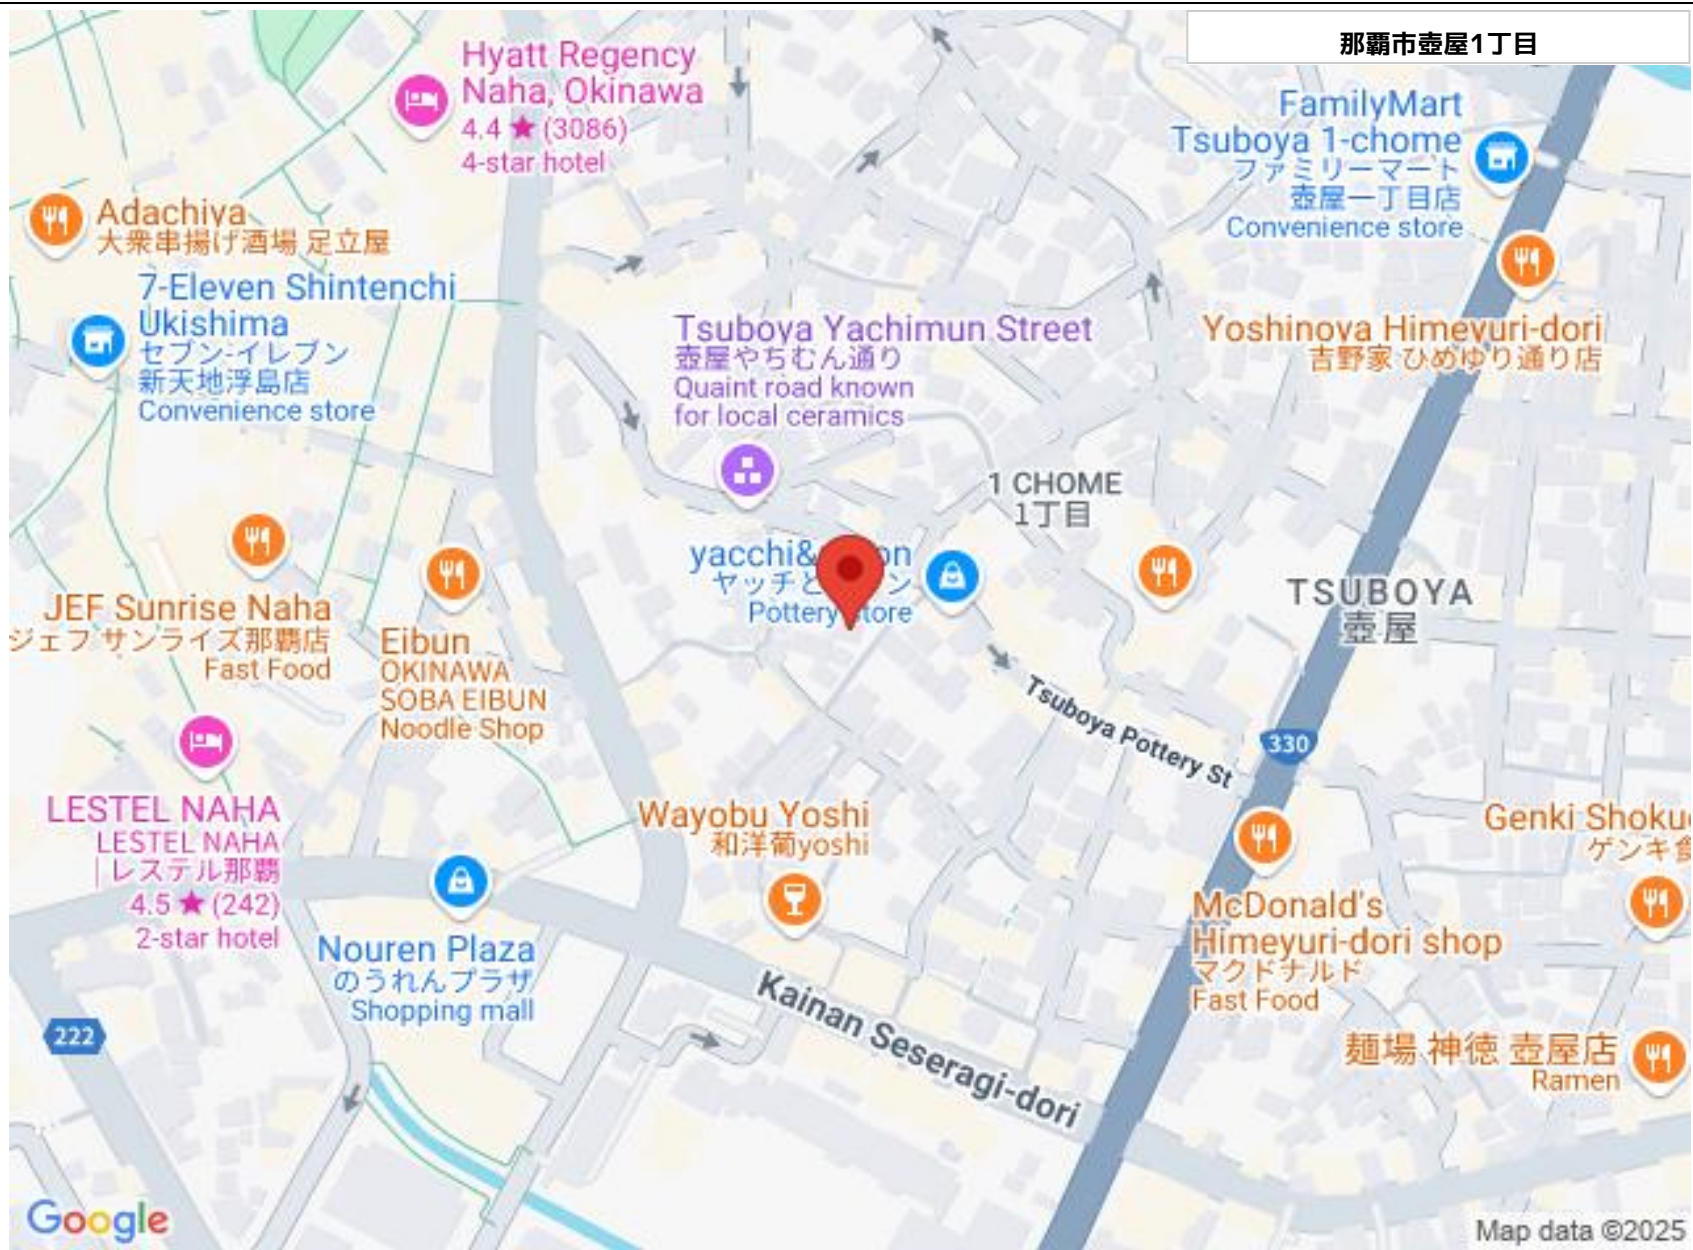 那覇市壺屋1丁目
Hyatt Regency
Naha, Okinawa
4.4 ★ (3086)
4-star hotel
FamilyMart
Tsuboya 1-chome
ファミリーマート
壺屋一丁目店
Convenience store
Adachiya
大衆串揚げ酒場 足立屋
7-Eleven Shintenchi
Ukishima
セブン-イレブン
新天地浮島店
Convenience store
Tsuboya Yachimun Street
壺屋やちむん通り
Quaint road known
for local ceramics
Yoshinoya Himeyuri-dori
吉野家 ひめゆり通り店
1 CHOME
1丁目
yacchi&
ヤッチと
Pottery store
TSUBOYA
壺屋
JEF Sunrise Naha
ジェフ サンライズ那覇店
Fast Food
Eibun
OKINAWA
SOBA EIBUN
Noodle Shop
Tsuboya Pottery St
330
LESTEL NAHA
LESTEL NAHA
| レステル那覇
4.5 ★ (242)
2-star hotel
Wayobu Yoshi
和洋葡yoshi
Genki
ゲンキ
Nouren Plaza
のうれんプラザ
Shopping mall
McDonald's
Himeyuri-dori shop
マクドナルド
Fast Food
Kainan Seseragi-dori
222
麺場 神徳 壺屋店
Ramen
Google
Map data ©2025